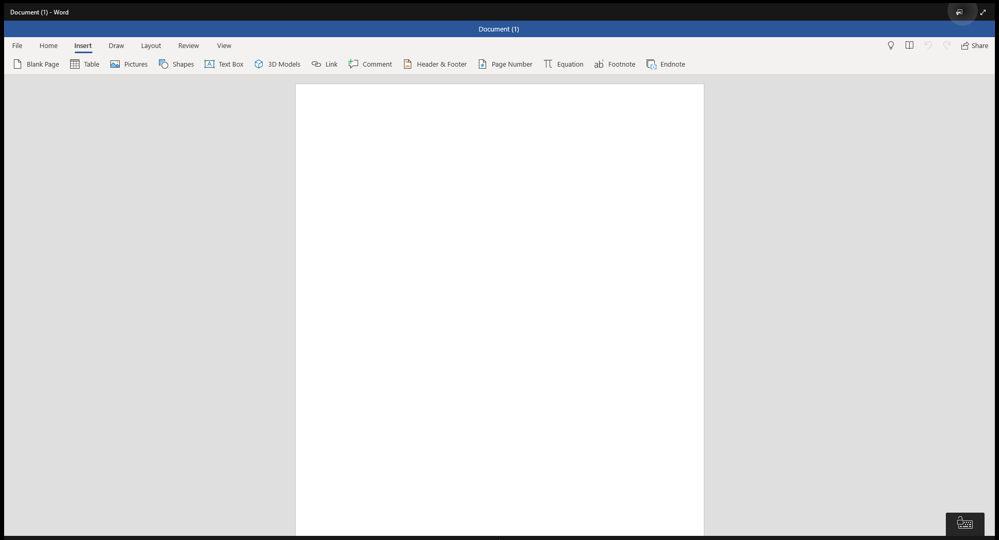 Document (1) - Word
Document (1)
File Home Insert Draw Layout Review View Share
Blank Page Table Pictures Shapes Text Box 3D Models Link Comment Header & Footer Page Number Equation ab¹ Footnote Endnote